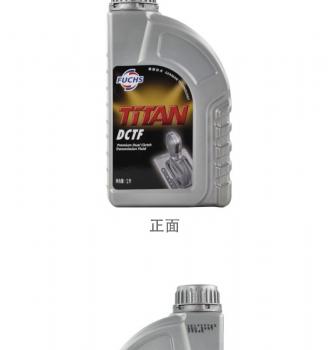 FUCHS
TITAN
DCTF
Premium Dual Clutch
Transmission Fluid
正面